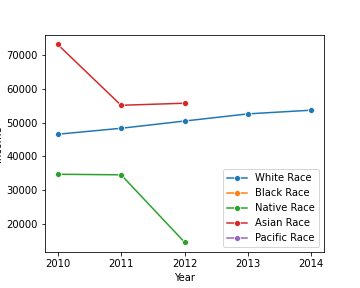 70000
60000
50000
40000
30000
20000
2010 2011 2012 2013 2014
Year
White Race
Black Race
Native Race
Asian Race
Pacific Race